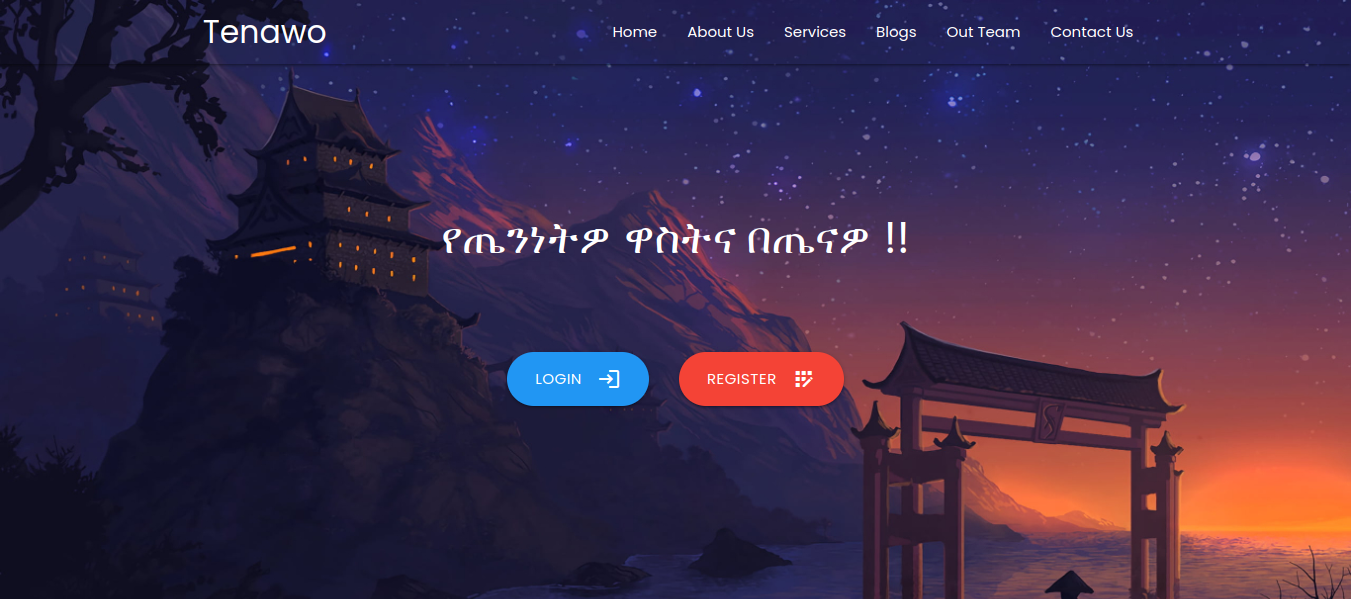 Tenawo
Home About Us Services Blogs Out Team Contact Us
የጤንነትዎ ዋስትና በጤናዎ !!
LOGIN REGISTER